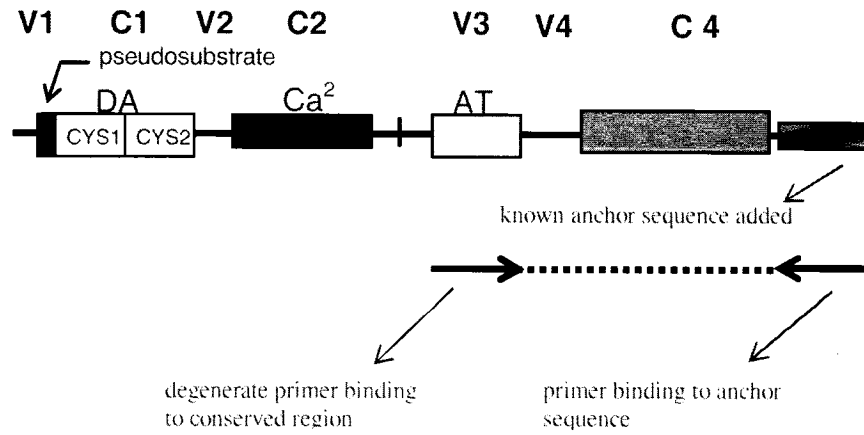 V1 C1 V2 C2 V3 V4 C 4
pseudosubstrate
DA Ca2 AT
CYS1 CYS2
known anchor sequence added
degenerate primer binding
to conserved region
primer binding to anchor
sequence